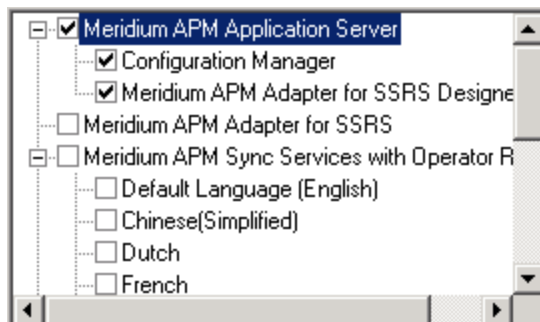 Meridium APM Application Server
Configuration Manager
Meridium APM Adapter for SSRS Designe
Meridium APM Adapter for SSRS
Meridium APM Sync Services with Operator R
Default Language (English)
Chinese(Simplified)
Dutch
French